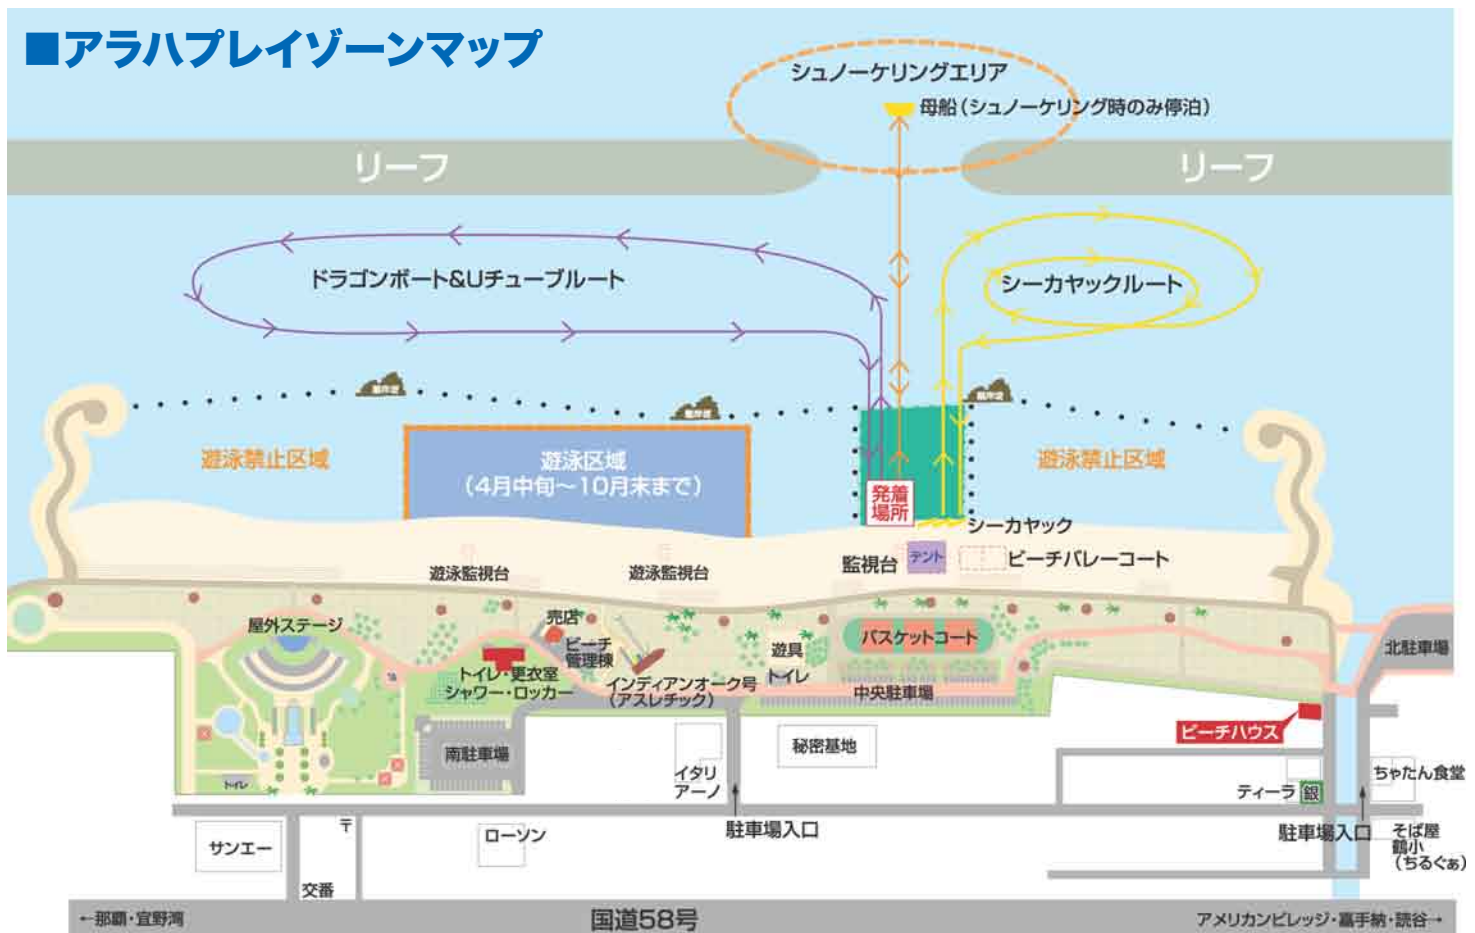 ■アラハプレイゾーンマップ
シュノーケリングエリア
母船(シュノーケリング時のみ停泊)
リーフ
リーフ
ドラゴンボート&Uチューブルート
シーカヤックルート
遊泳禁止区域
遊泳区域
(4月中旬〜10月末まで)
遊泳禁止区域
発着
場所
シーカヤック
監視台
テント
ビーチバレーコート
遊泳監視台
遊泳監視台
屋外ステージ
売店
ビーチ
管理棟
トイレ・更衣室
シャワー・ロッカー
インディアンオーク号
(アスレチック)
遊具
トイレ
バスケットコート
中央駐車場
北駐車場
南駐車場
トイレ
イタリ
アーノ
秘密基地
ビーチハウス
ティーラ
銀
ちゃたん食堂
駐車場入口
駐車場入口
そば屋
鶴小
(ちるぐゎ)
サンエー
〒
ローソン
交番
←那覇・宜野湾
国道58号
アメリカンビレッジ・嘉手納・読谷→